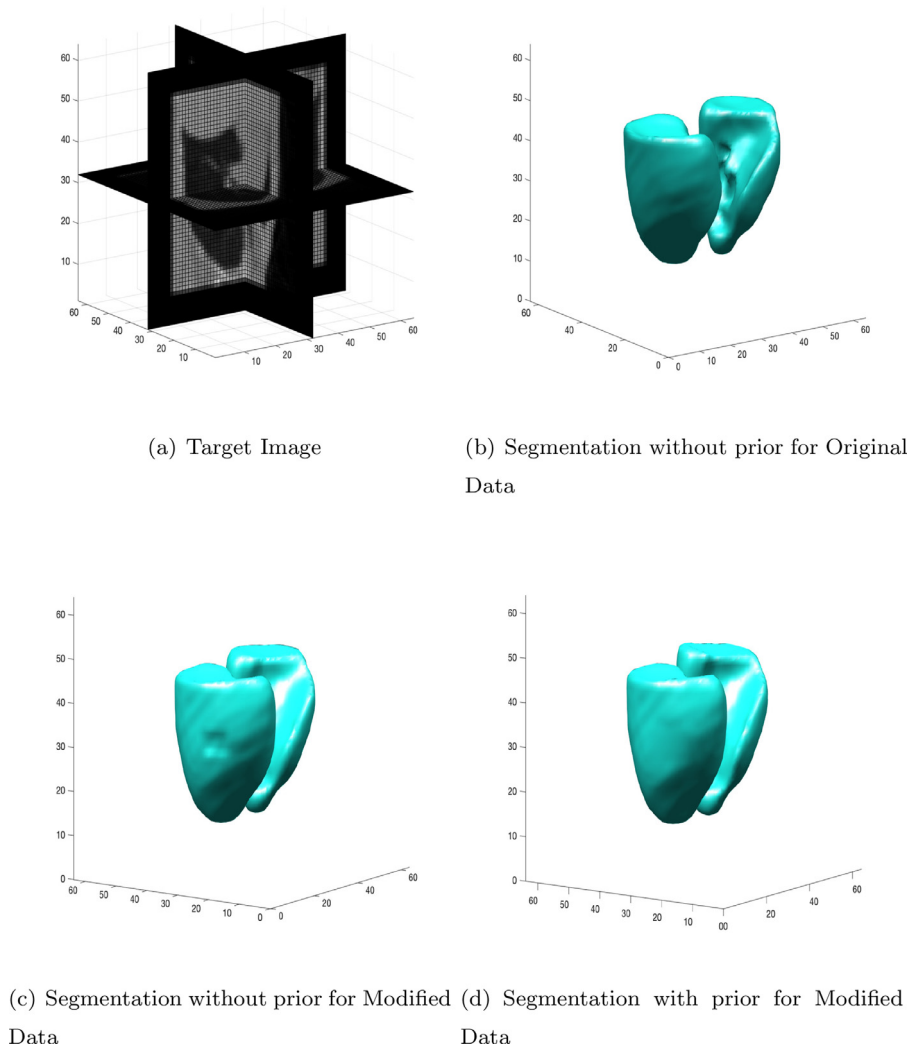 60
50
40
30
20
10
60 50 40 30 20 10
10 20 30 40 50 60
(a) Target Image
60
50
40
30
20
10
0
60 40 20 0
0 10 20 30 40 50 60
(b) Segmentation without prior for Original
Data
60
50
40
30
20
10
0
60 50 40 30 20 10 0
0 20 40 60
(c) Segmentation without prior for Modified
Data
60
50
40
30
20
10
0
60 50 40 30 20 10 0
0 20 40 60
(d) Segmentation with prior for Modified
Data